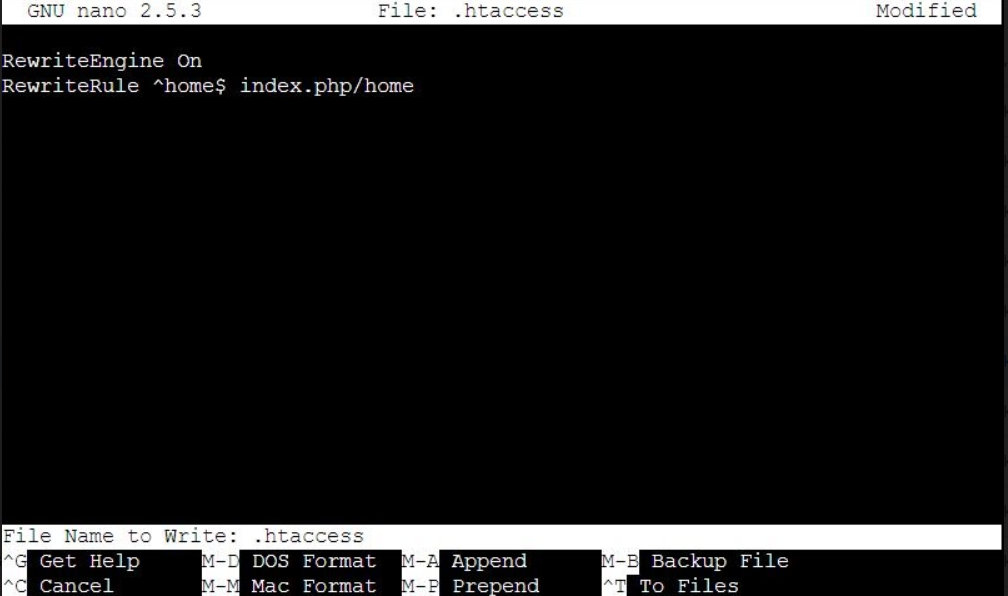 GNU nano 2.5.3 File: .htaccess Modified
RewriteEngine On
RewriteRule ^home$ index.php/home
File Name to Write: .htaccess
^G Get Help M-D DOS Format M-A Append M-B Backup File
^C Cancel M-M Mac Format M-P Prepend ^T To Files